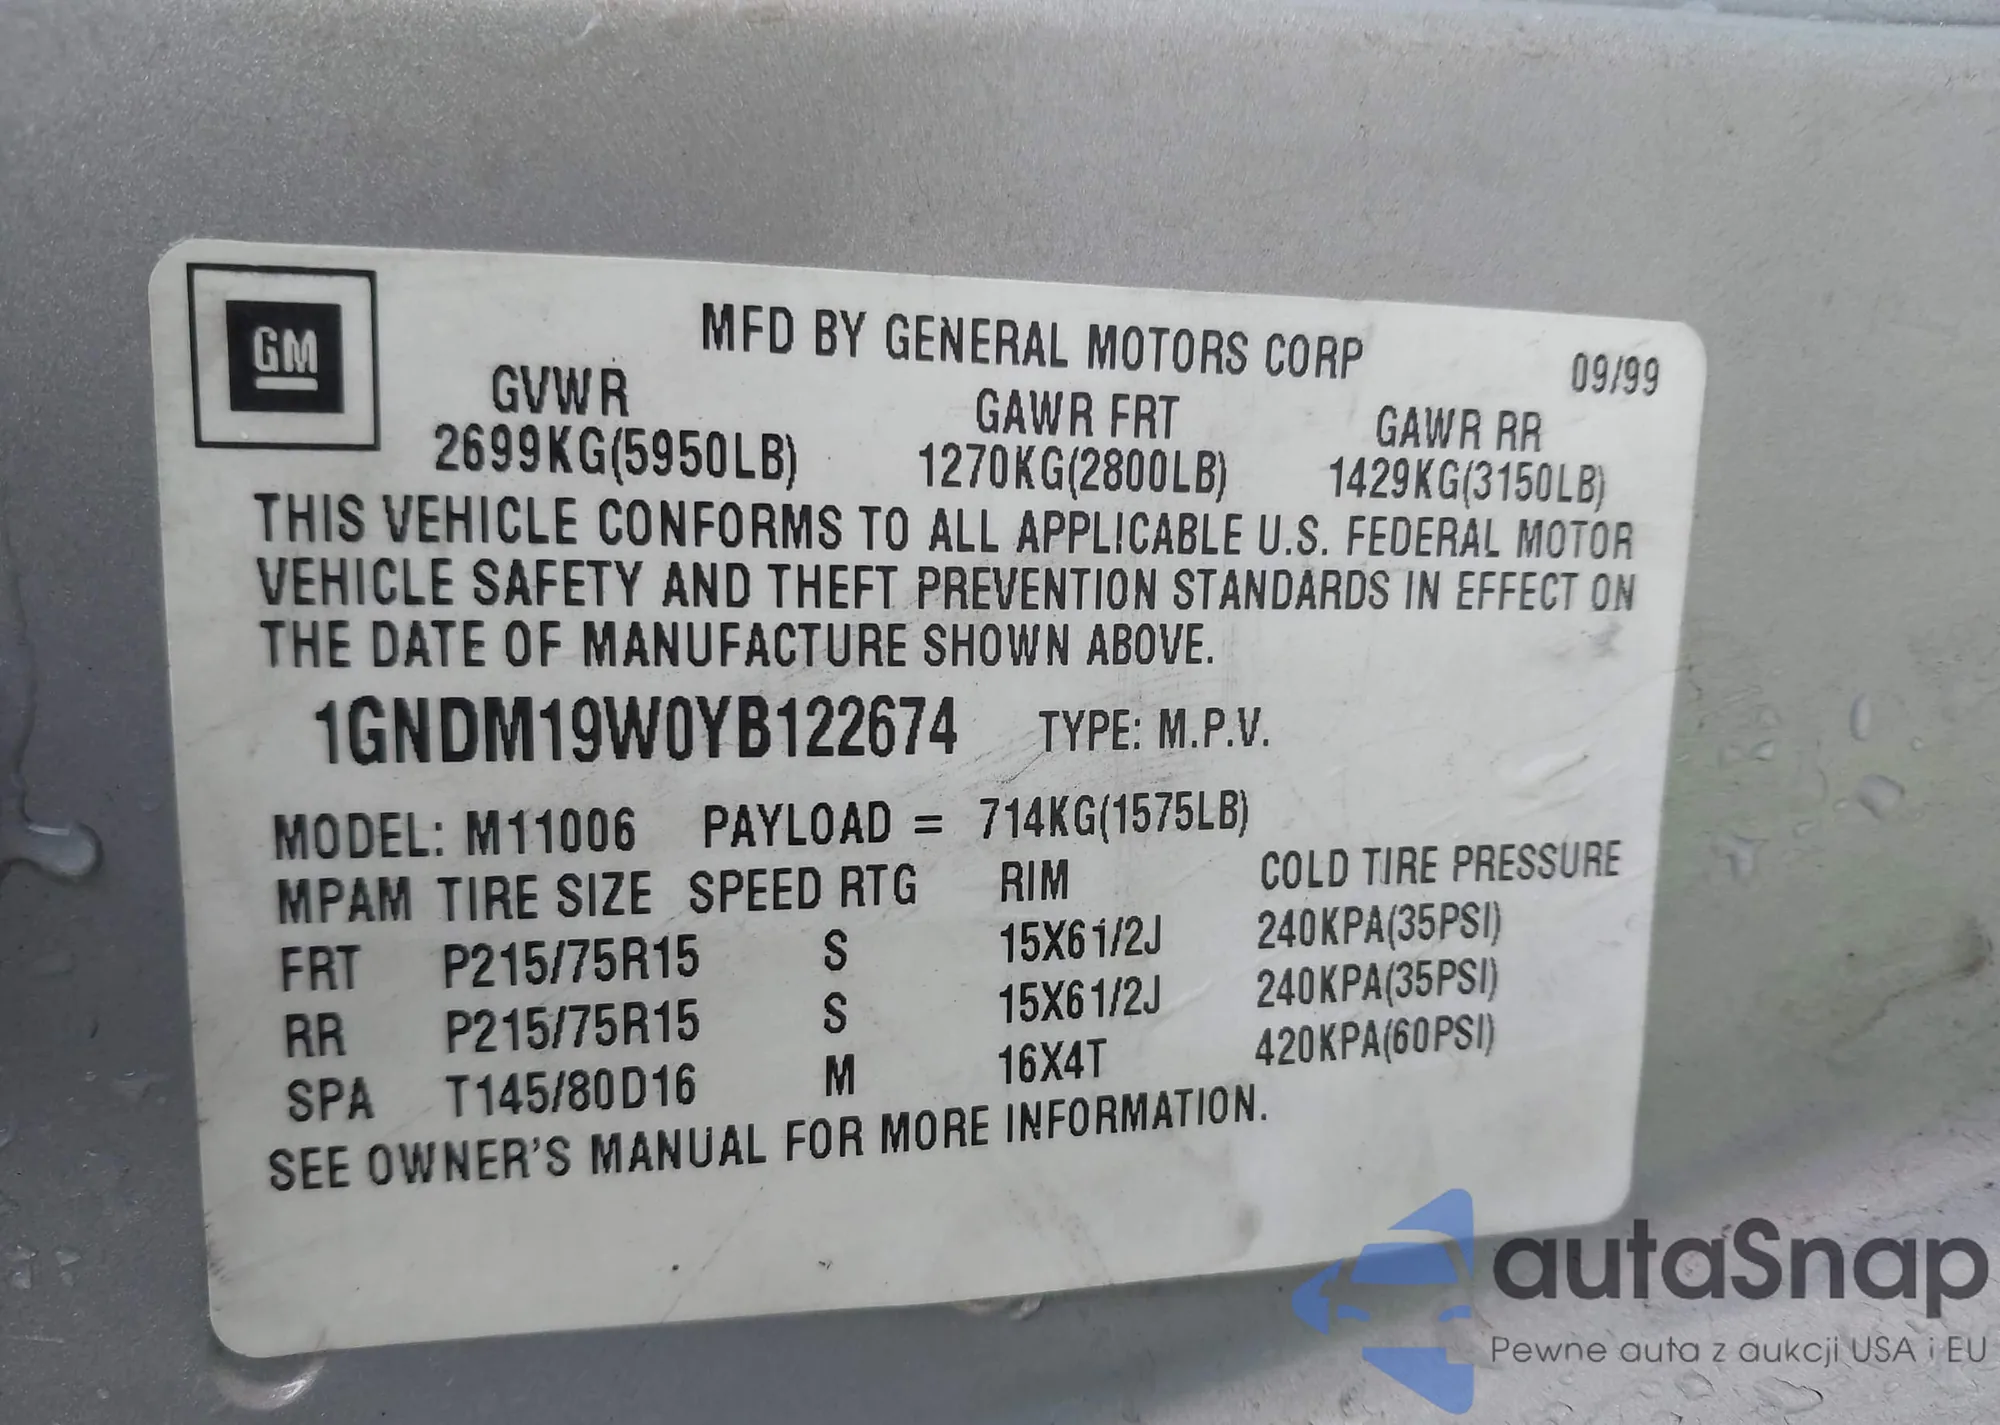 GM
MFD BY GENERAL MOTORS CORP 09/99
GVWR GAWR FRT GAWR RR
2699KG(5950LB) 1270KG(2800LB) 1429KG(3150LB)
THIS VEHICLE CONFORMS TO ALL APPLICABLE U.S. FEDERAL MOTOR
VEHICLE SAFETY AND THEFT PREVENTION STANDARDS IN EFFECT ON
THE DATE OF MANUFACTURE SHOWN ABOVE.
1GNDM19W0YB122674 TYPE: M.P.V.
MODEL: M11006 PAYLOAD = 714KG(1575LB)
MPAM TIRE SIZE SPEED RTG RIM COLD TIRE PRESSURE
FRT P215/75R15 S 15X6 1/2J 240KPA(35PSI)
RR P215/75R15 S 15X6 1/2J 240KPA(35PSI)
SPA T145/80D16 M 16X4T 420KPA(60PSI)
SEE OWNER'S MANUAL FOR MORE INFORMATION.
autaSnap
Pewne auta z aukcji USA i EU